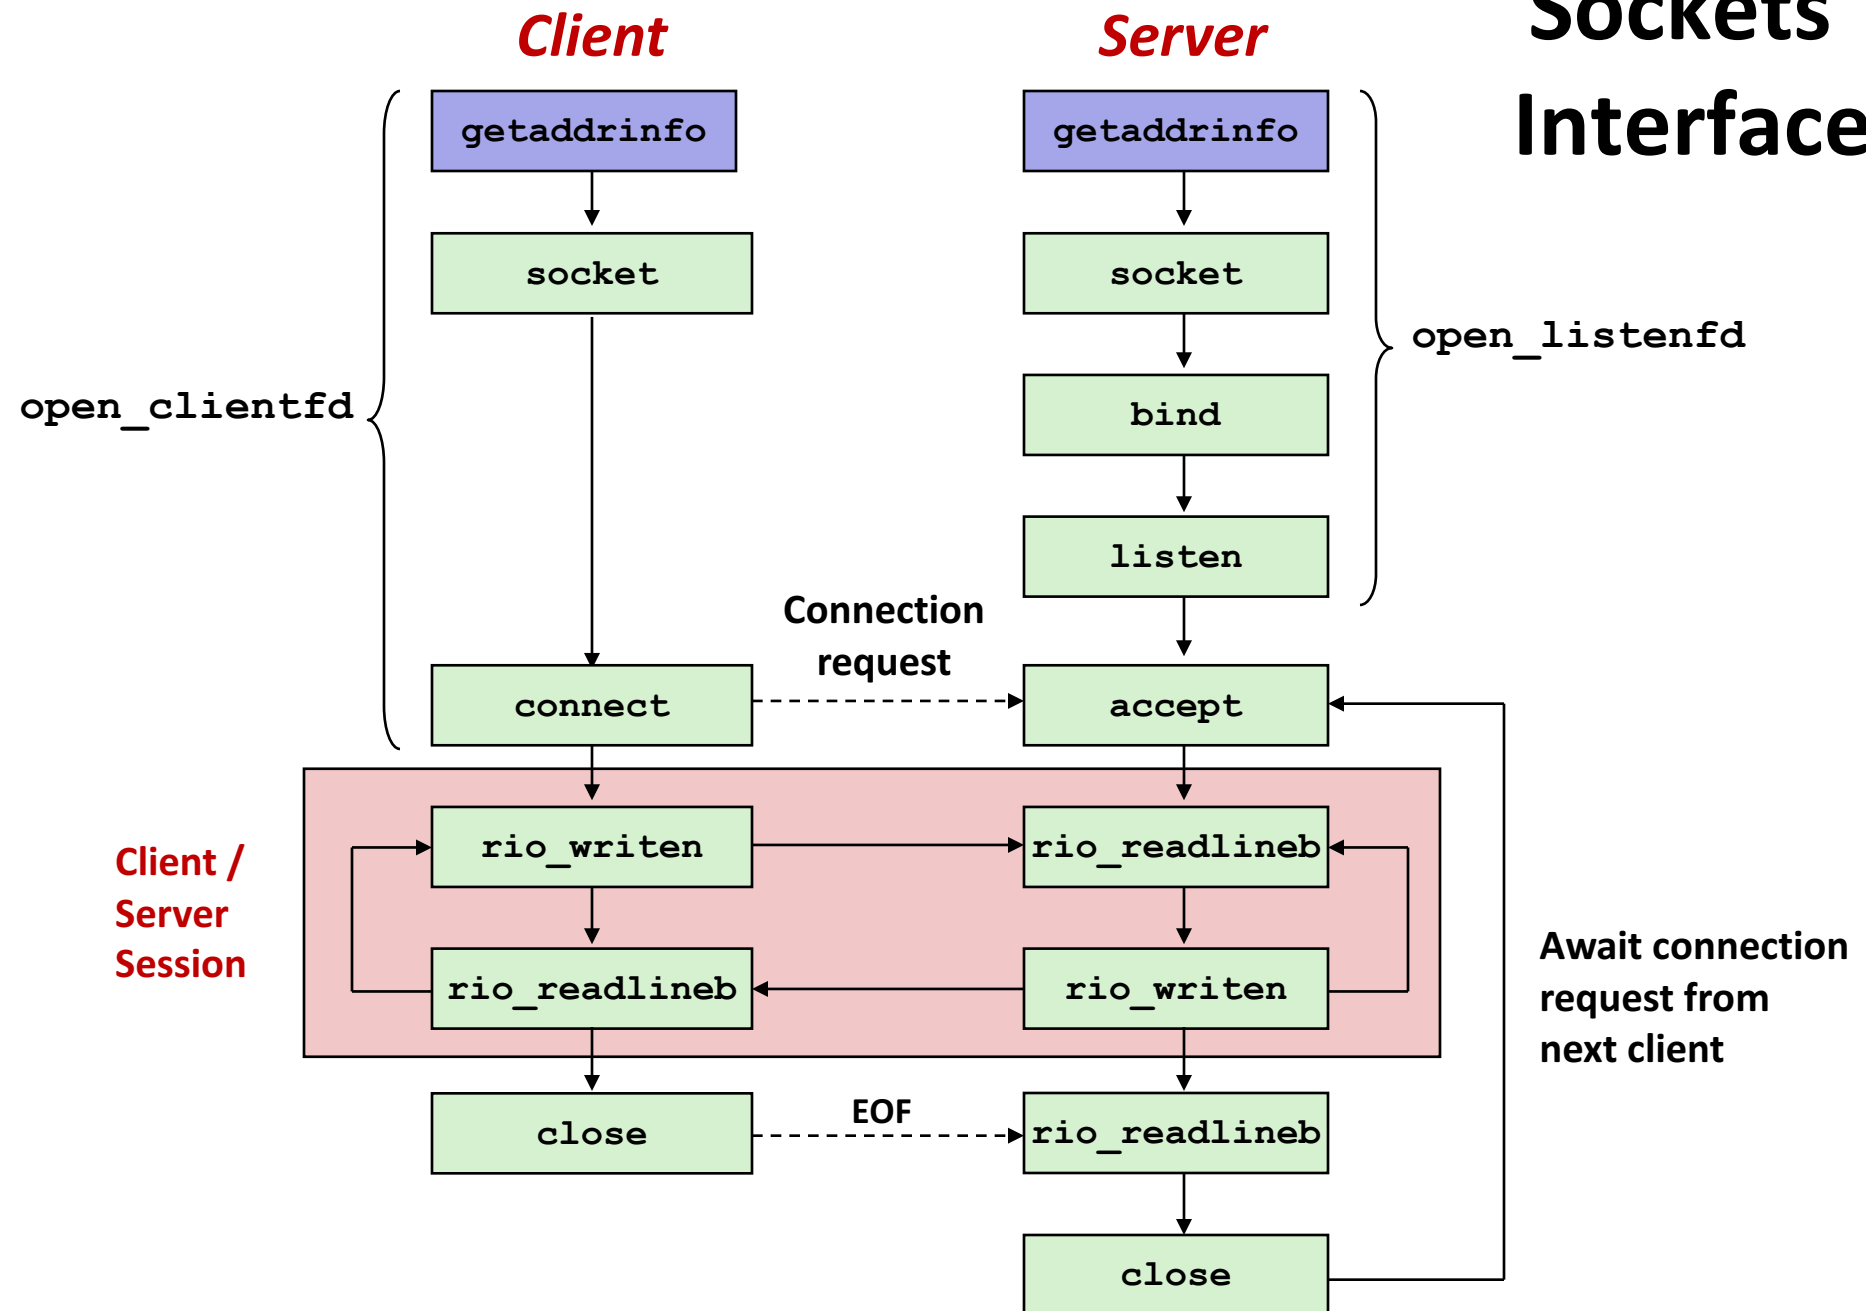 Sockets
Interface
Client
Server
getaddrinfo
getaddrinfo
socket
socket
open_listenfd
open_clientfd
bind
listen
Connection
request
connect
accept
Client /
Server
Session
rio_writen
rio_readlineb
rio_readlineb
rio_writen
Await connection
request from
next client
close
EOF
rio_readlineb
close